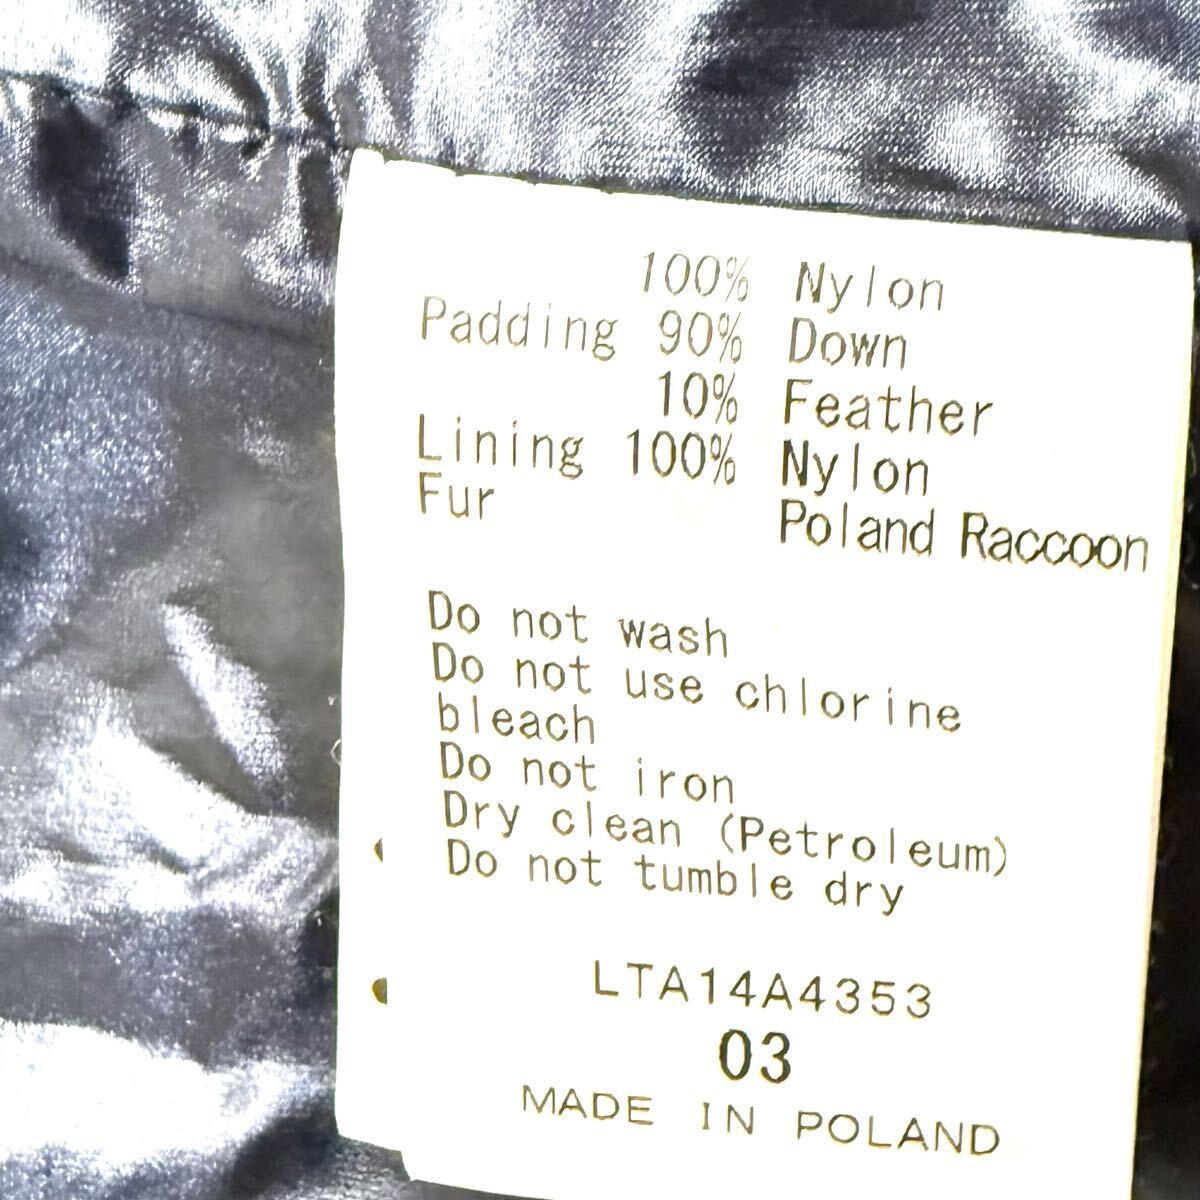 100% Nylon
Padding 90% Down
10% Feather
Lining 100% Nylon
Fur Poland Raccoon
Do not wash
Do not use chlorine
bleach
Do not iron
Dry clean (Petroleum)
Do not tumble dry
LTA14A4353
03
MADE IN POLAND